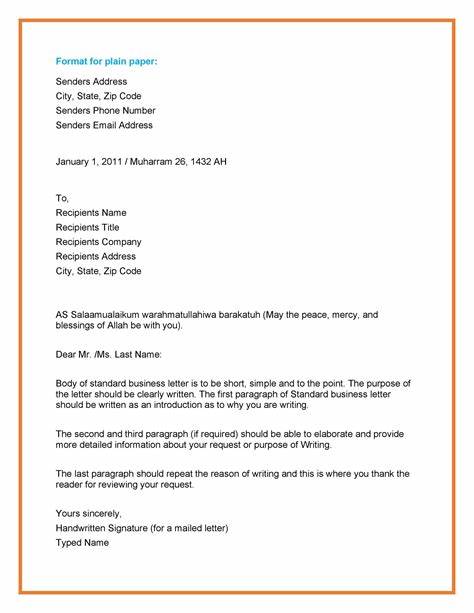 Format for plain paper:
Senders Address
City, State, Zip Code
Senders Phone Number
Senders Email Address
January 1, 2011 / Muharram 26, 1432 AH
To,
Recipients Name
Recipients Title
Recipients Company
Recipients Address
City, State, Zip Code
AS Salaamualaikum warahmatullahiwa barakatuh (May the peace, mercy, and
blessings of Allah be with you).
Dear Mr. /Ms. Last Name:
Body of standard business letter is to be short, simple and to the point. The purpose of
the letter should be clearly written. The first paragraph of Standard business letter
should be written as an introduction as to why you are writing.
The second and third paragraph (if required) should be able to elaborate and provide
more detailed information about your request or purpose of Writing.
The last paragraph should repeat the reason of writing and this is where you thank the
reader for reviewing your request.
Yours sincerely,
Handwritten Signature (for a mailed letter)
Typed Name